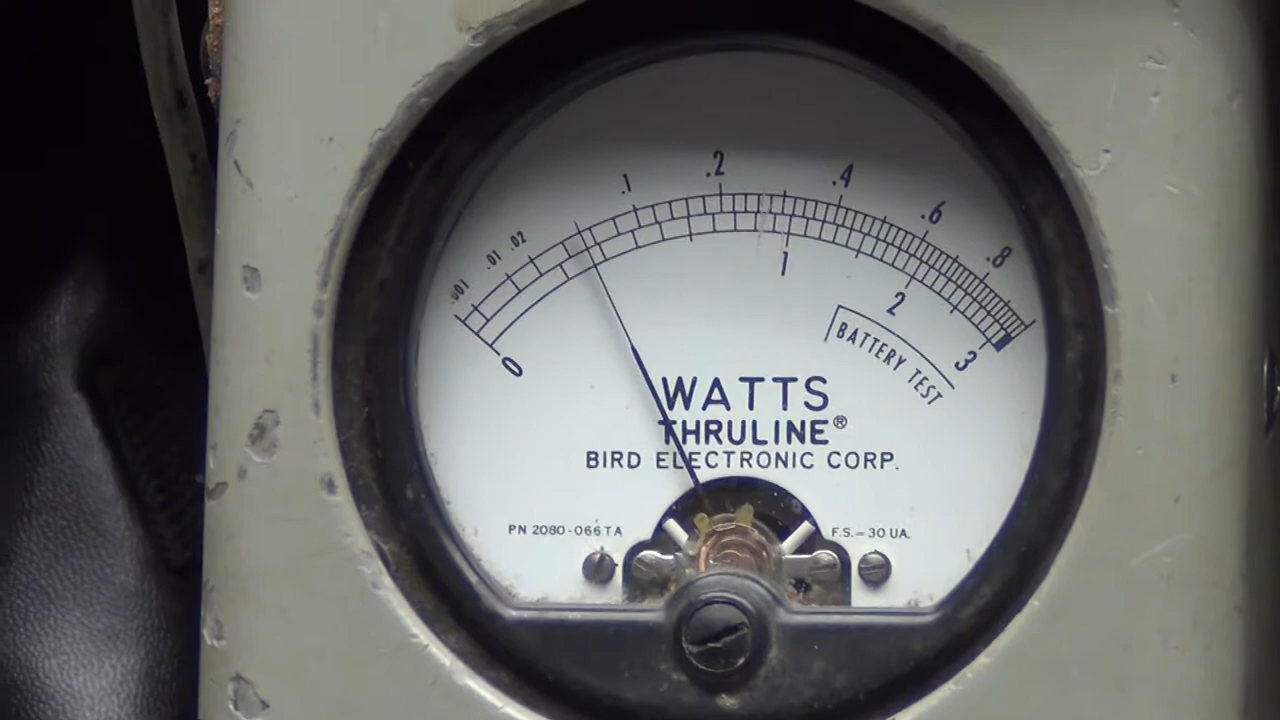 .001 .01 .02 .1 .2 .4 .6 .8
0 1 2 3
BATTERY TEST
WATTS
THRULINE®
BIRD ELECTRONIC CORP.
PN 2080-066TA
F.S.=30 UA.